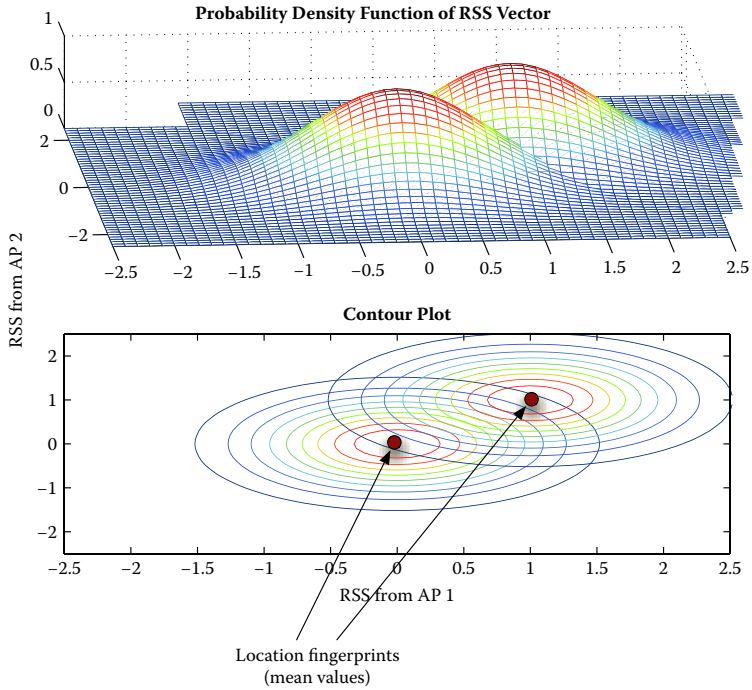 Probability Density Function of RSS Vector
1
0.5
0
2
0
−2
−2.5 −2 −1.5 −1 −0.5 0 0.5 1 1.5 2 2.5
RSS from AP 2
Contour Plot
2
1
0
−1
−2
−2.5 −2 −1.5 −1 −0.5 0 0.5 1 1.5 2 2.5
RSS from AP 1
Location fingerprints
(mean values)